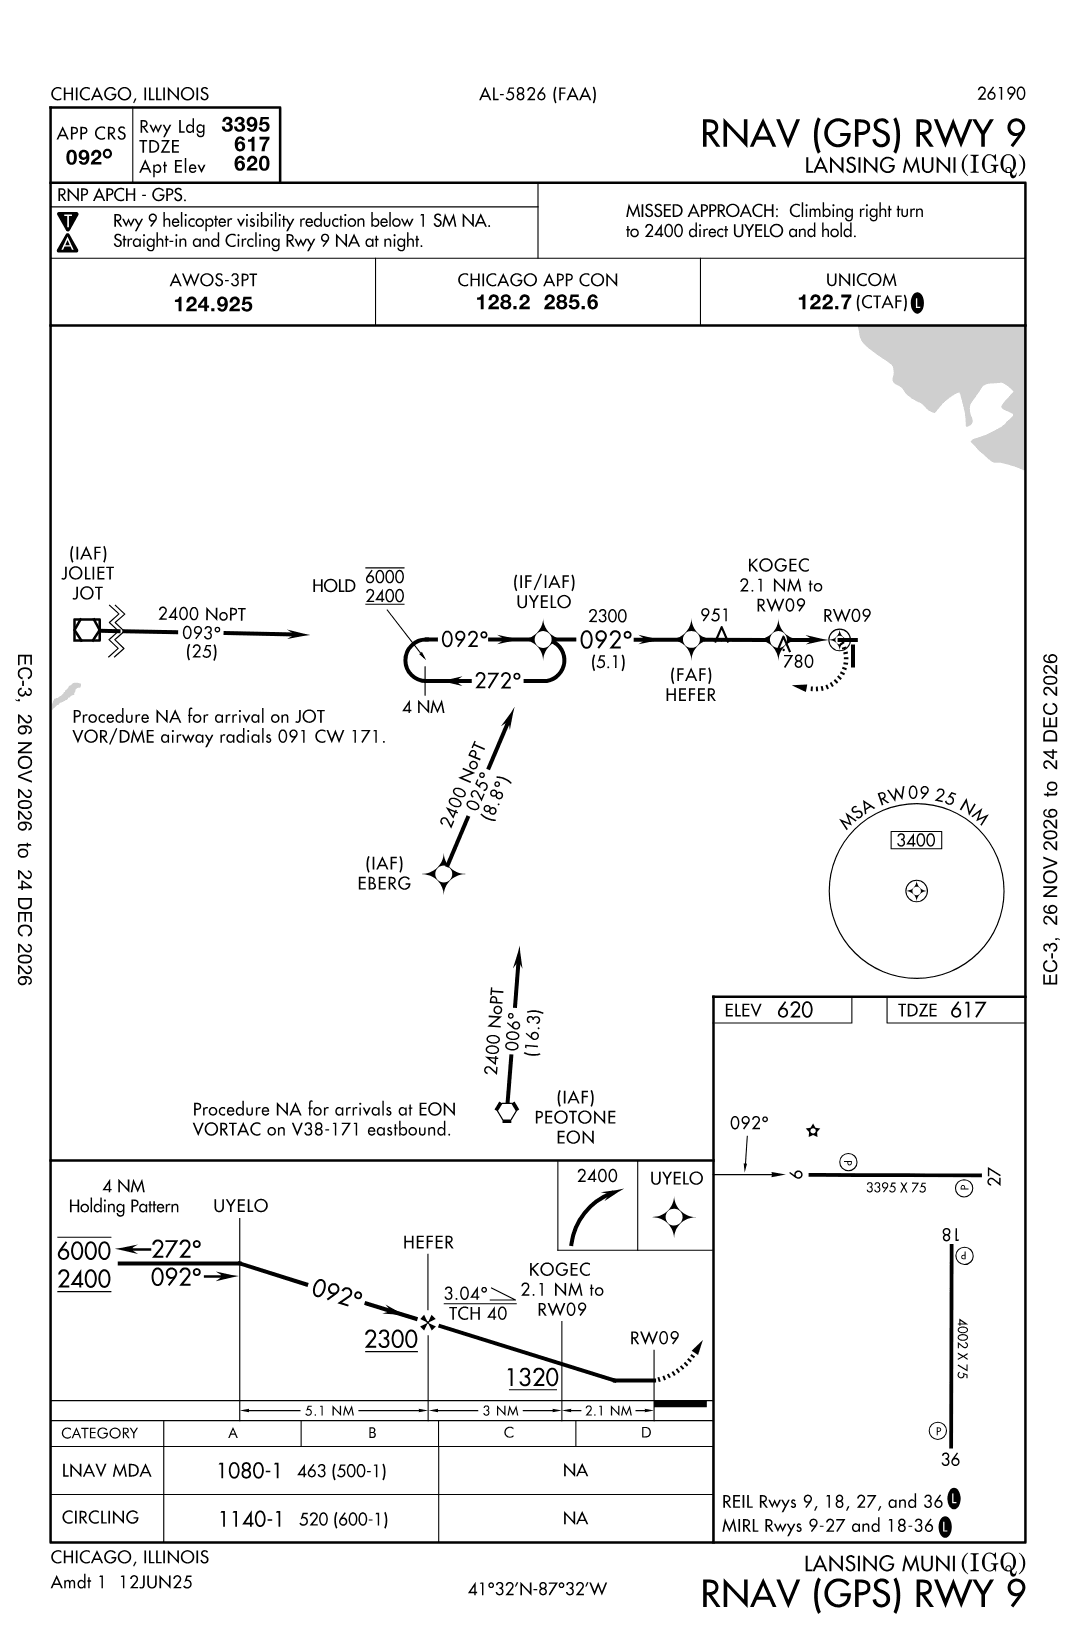 CHICAGO, ILLINOIS
AL-5826 (FAA)
26190
APP CRS
092°
Rwy Ldg 3395
TDZE 617
Apt Elev 620
RNAV (GPS) RWY 9
LANSING MUNI (IGQ)
RNP APCH - GPS.
T
A
Rwy 9 helicopter visibility reduction below 1 SM NA.
Straight-in and Circling Rwy 9 NA at night.
MISSED APPROACH: Climbing right turn
to 2400 direct UYELO and hold.
AWOS-3PT
124.925
CHICAGO APP CON
128.2 285.6
UNICOM
122.7 (CTAF) L
(IAF)
JOLIET
JOT
2400 NoPT
093°
(25)
HOLD 6000
2400
(IF/IAF)
UYELO
092°
272°
4 NM
2300
092°
(5.1)
951
(FAF)
HEFER
KOGEC
2.1 NM to
RW09
780
RW09
Procedure NA for arrival on JOT
VOR/DME airway radials 091 CW 171.
2400 NoPT
025°
(8.8°)
(IAF)
EBERG
MSA RW09 25 NM
3400
2400 NoPT
006°
(16.3)
Procedure NA for arrivals at EON
VORTAC on V38-171 eastbound.
(IAF)
PEOTONE
EON
EC-3, 26 NOV 2026 to 24 DEC 2026
EC-3, 26 NOV 2026 to 24 DEC 2026
ELEV 620
TDZE 617
092°
9
P
3395 X 75
P
27
18
P
4002 X 75
P
36
REIL Rwys 9, 18, 27, and 36 L
MIRL Rwys 9-27 and 18-36 L
4 NM
Holding Pattern
UYELO
6000
2400
272°
092°
092°
HEFER
2300
3.04°
TCH 40
KOGEC
2.1 NM to
RW09
1320
RW09
2400
UYELO
5.1 NM
3 NM
2.1 NM
CATEGORY A B C D
LNAV MDA 1080-1 463 (500-1) NA
CIRCLING 1140-1 520 (600-1) NA
CHICAGO, ILLINOIS
Amdt 1 12JUN25
41°32'N-87°32'W
LANSING MUNI (IGQ)
RNAV (GPS) RWY 9